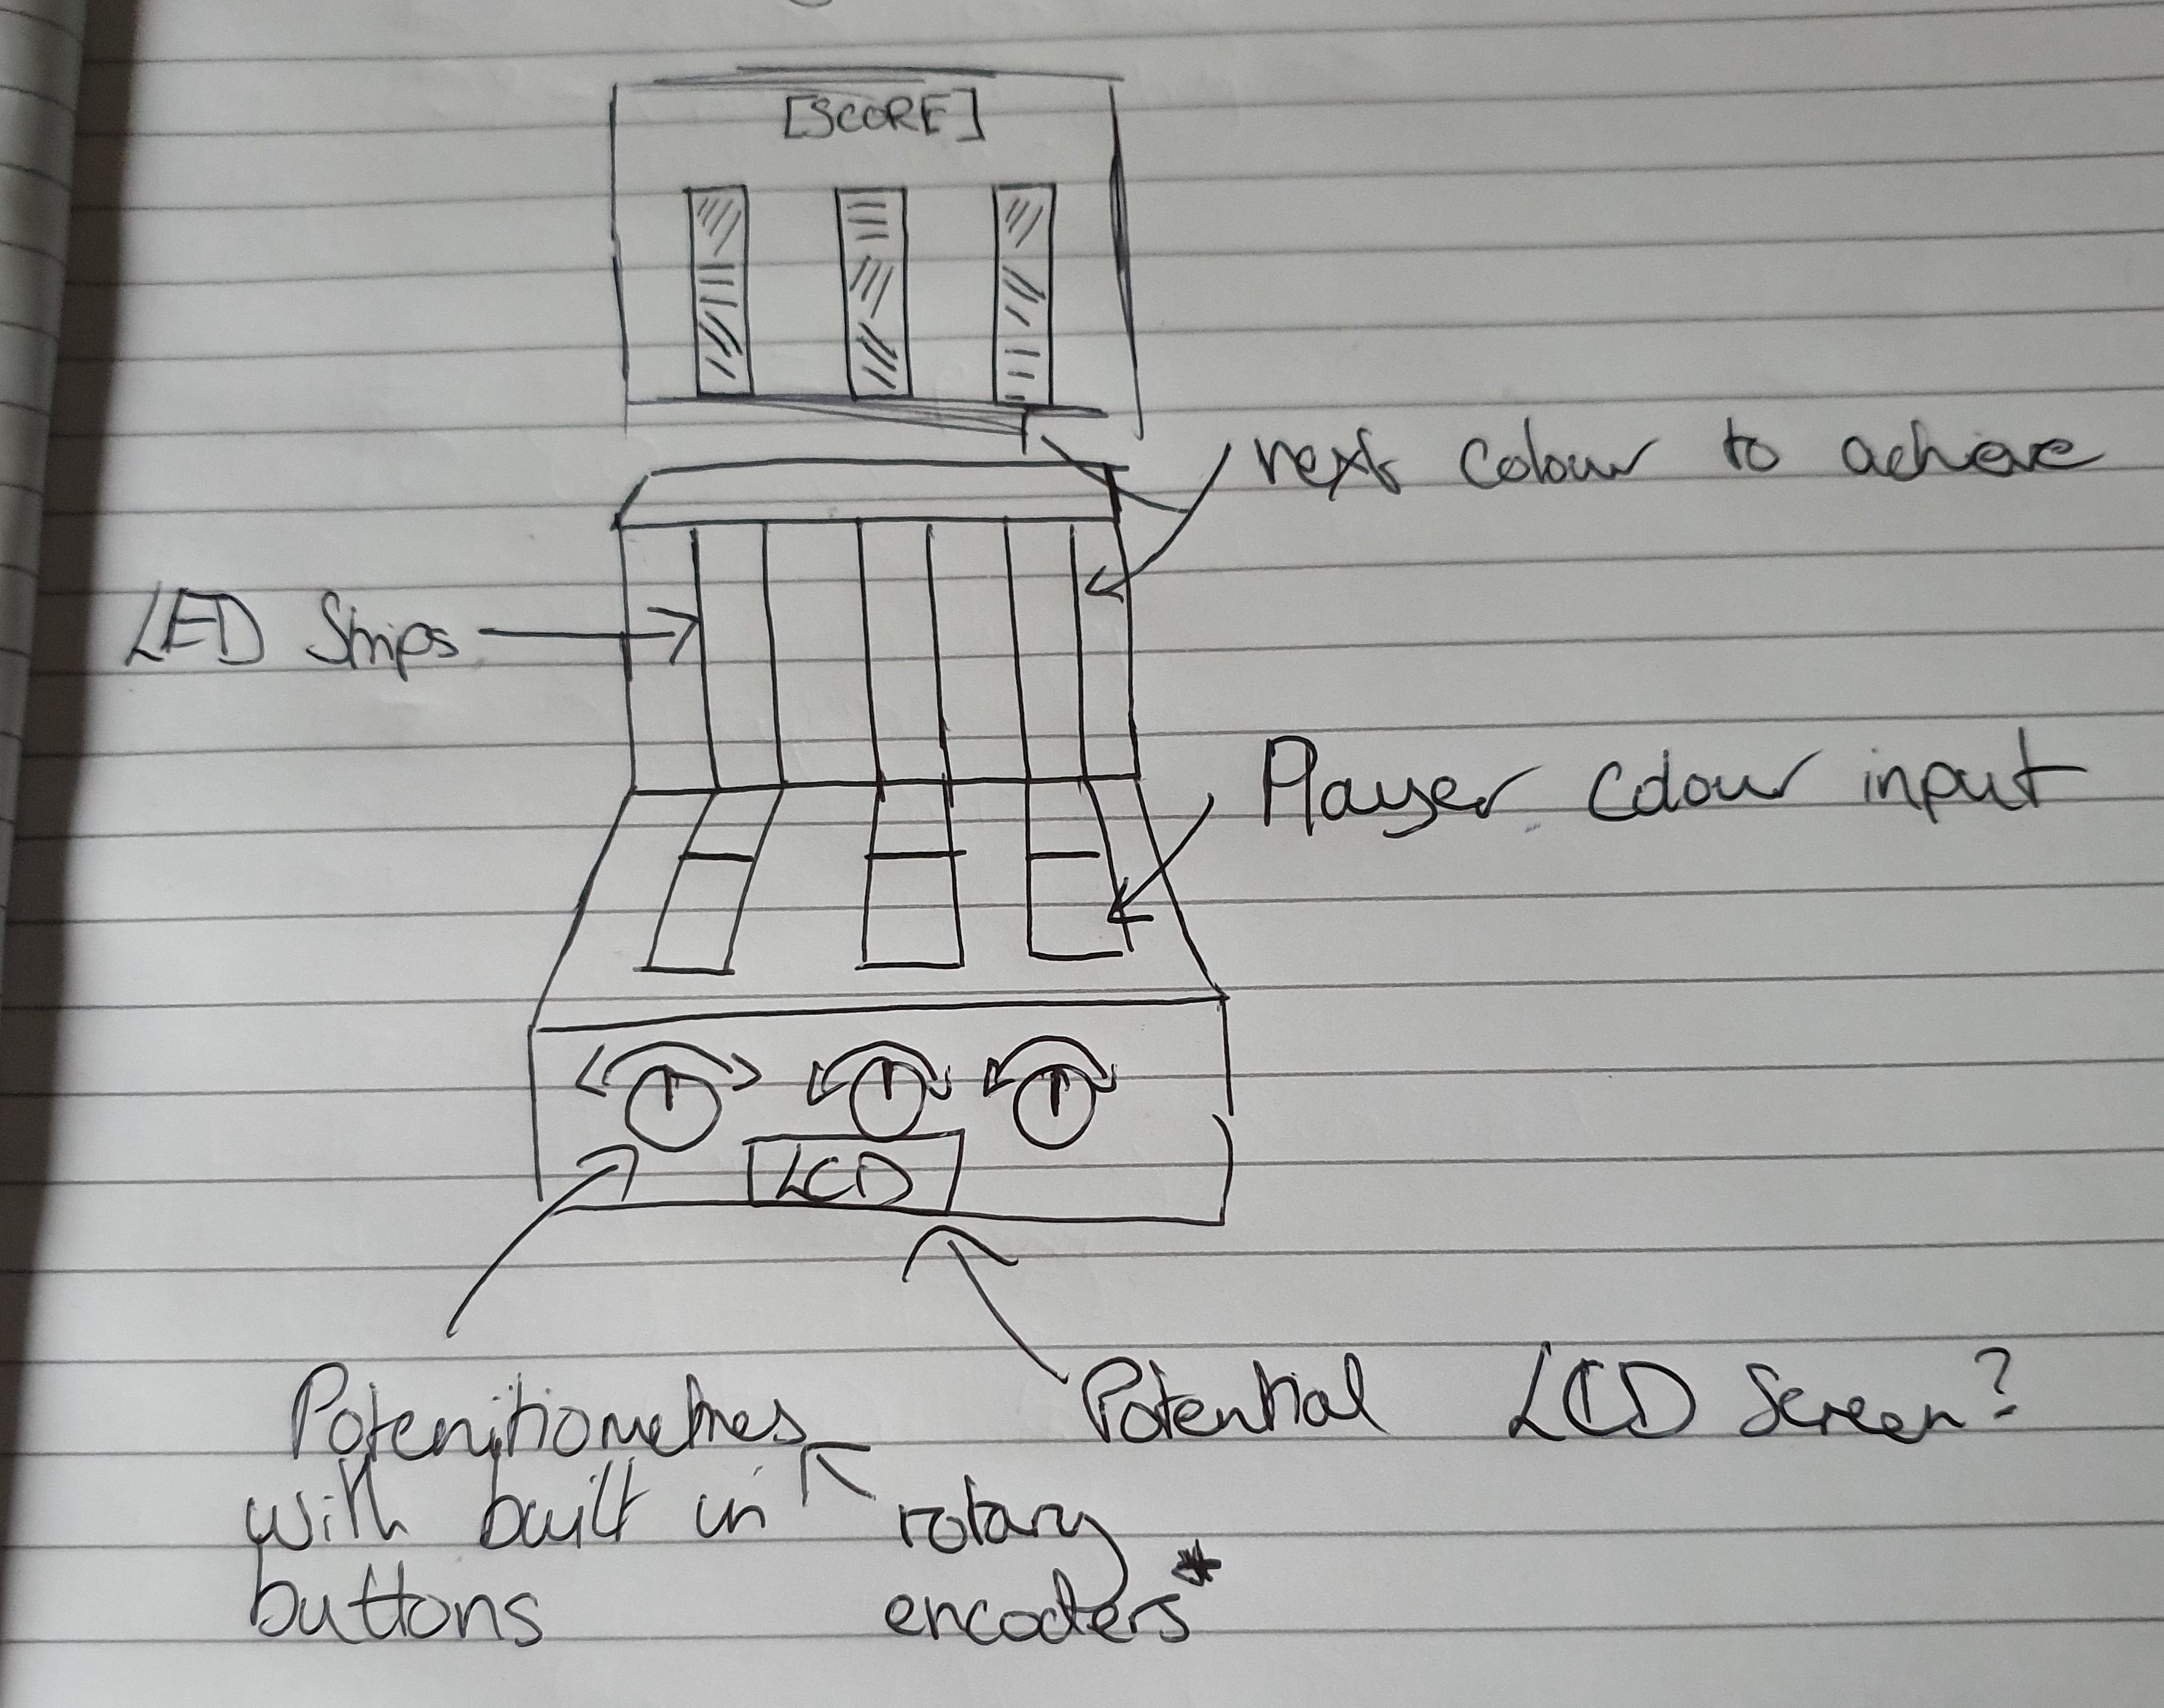 [SCORE]
next colour to achieve
LED Strips
Player colour input
LCD
Potential LCD Screen?
Potenitiometres
with built in
buttons
rotary
encoders*